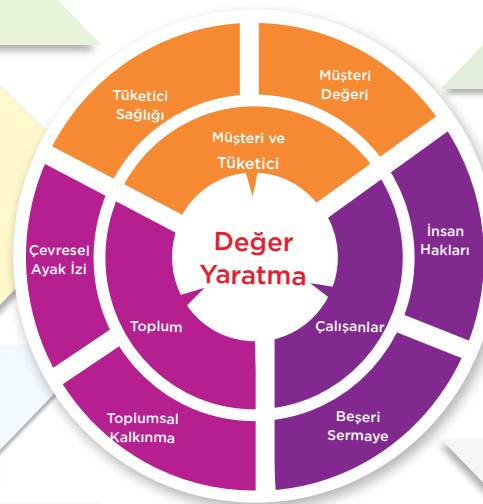 Müşteri
Değeri
Tüketici
Sağlığı
Müşteri ve
Tüketici
İnsan
Hakları
Değer
Yaratma
Çevresel
Ayak İzi
Toplum
Çalışanlar
Toplumsal
Kalkınma
Beşeri
Sermaye